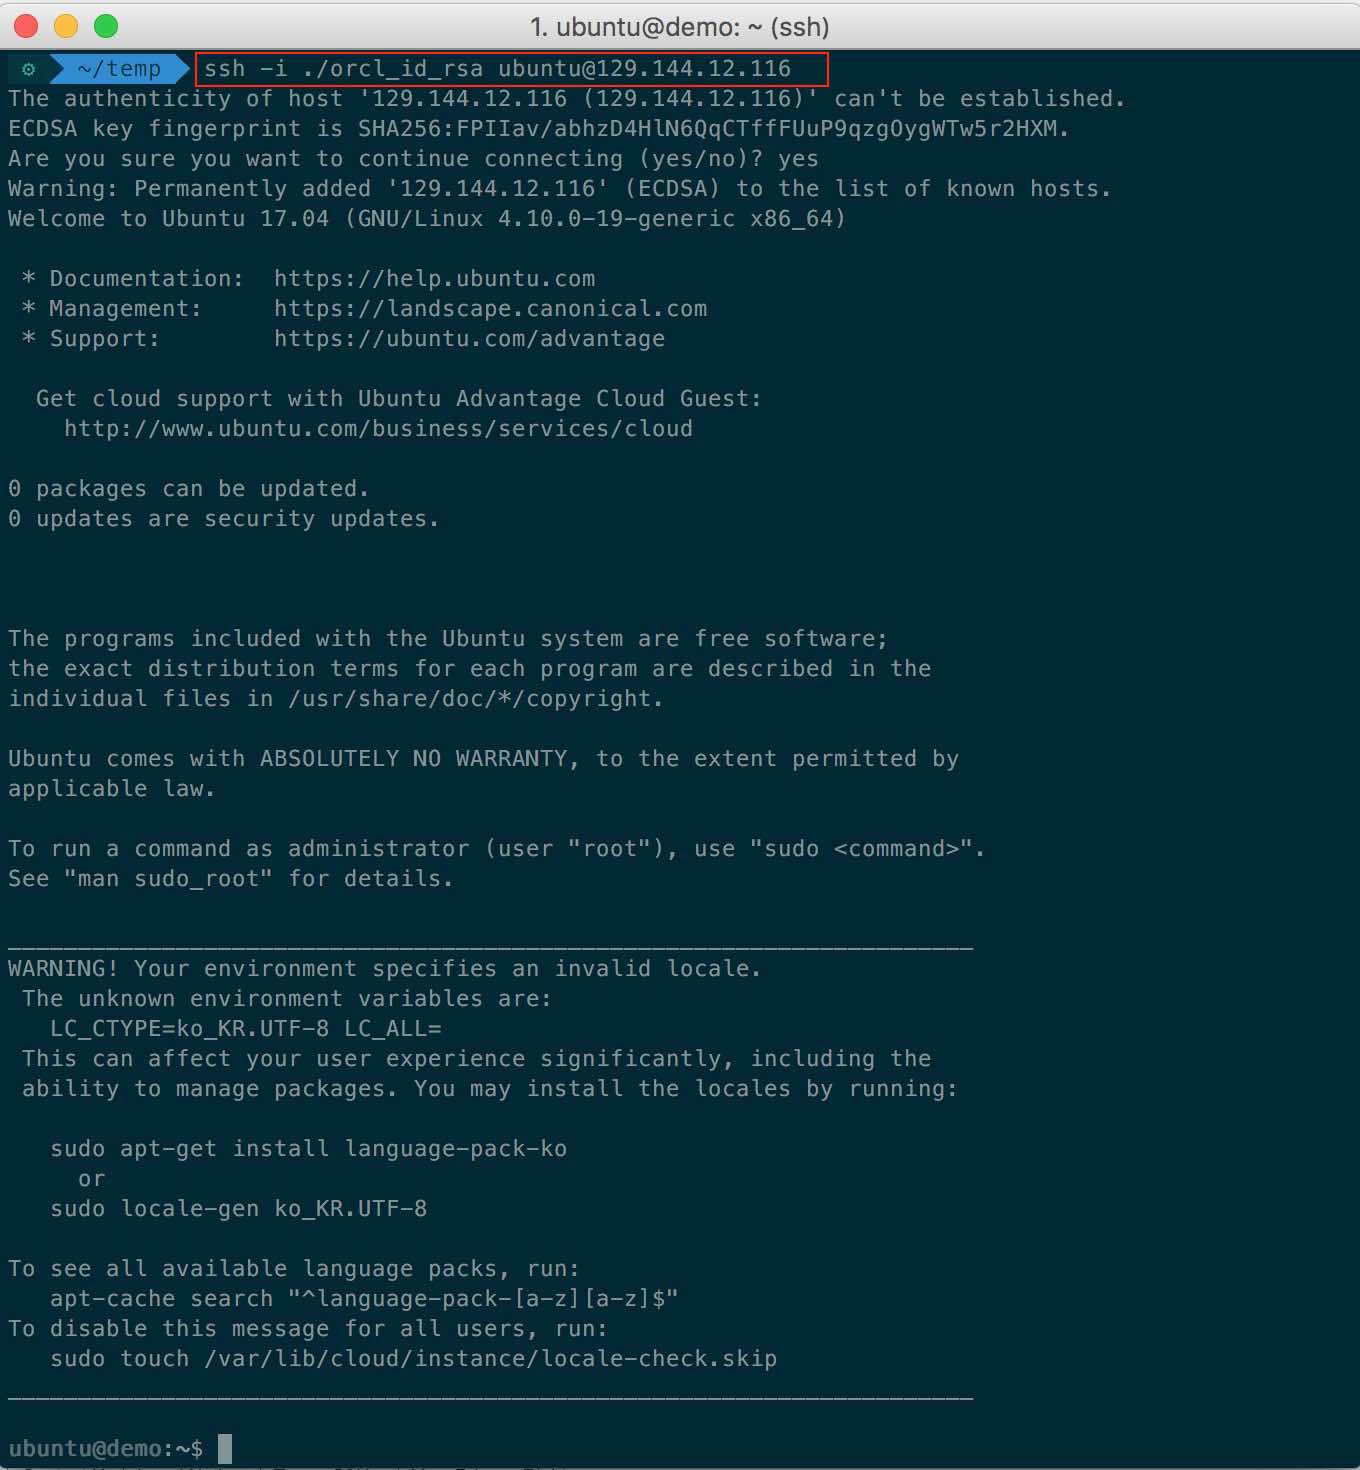 1. ubuntu@demo: ~ (ssh)
~/temp ssh -i ./orcl_id_rsa ubuntu@129.144.12.116
The authenticity of host '129.144.12.116 (129.144.12.116)' can't be established.
ECDSA key fingerprint is SHA256:FPIIav/abhzD4HlN6QqCTffFUuP9qzgOygWTw5r2HXM.
Are you sure you want to continue connecting (yes/no)? yes
Warning: Permanently added '129.144.12.116' (ECDSA) to the list of known hosts.
Welcome to Ubuntu 17.04 (GNU/Linux 4.10.0-19-generic x86_64)
* Documentation:  https://help.ubuntu.com
* Management:     https://landscape.canonical.com
* Support:        https://ubuntu.com/advantage
Get cloud support with Ubuntu Advantage Cloud Guest:
http://www.ubuntu.com/business/services/cloud
0 packages can be updated.
0 updates are security updates.
The programs included with the Ubuntu system are free software;
the exact distribution terms for each program are described in the
individual files in /usr/share/doc/*/copyright.
Ubuntu comes with ABSOLUTELY NO WARRANTY, to the extent permitted by
applicable law.
To run a command as administrator (user "root"), use "sudo <command>".
See "man sudo_root" for details.
WARNING! Your environment specifies an invalid locale.
The unknown environment variables are:
LC_CTYPE=ko_KR.UTF-8 LC_ALL=
This can affect your user experience significantly, including the
ability to manage packages. You may install the locales by running:
sudo apt-get install language-pack-ko
or
sudo locale-gen ko_KR.UTF-8
To see all available language packs, run:
apt-cache search "^language-pack-[a-z][a-z]$"
To disable this message for all users, run:
sudo touch /var/lib/cloud/instance/locale-check.skip
ubuntu@demo:~$